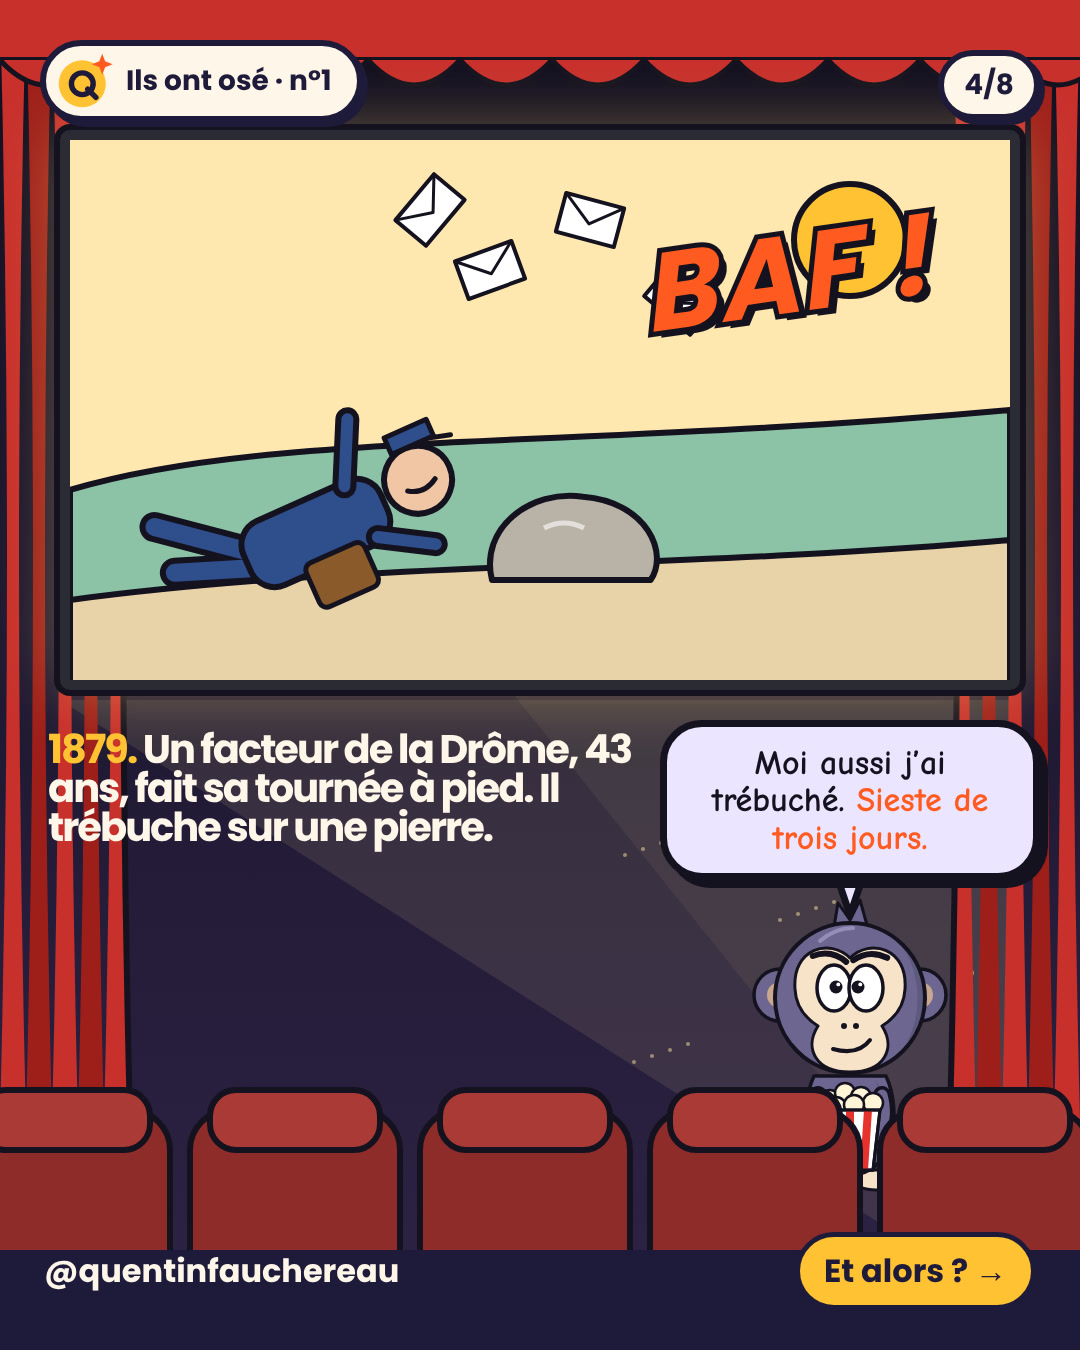 Q Ils ont osé · n°1
4/8
BAF !
1879. Un facteur de la Drôme, 43
ans, fait sa tournée à pied. Il
trébuche sur une pierre.
Moi aussi j'ai
trébuché. Sieste de
trois jours.
@quentinfauchereau
Et alors ? →